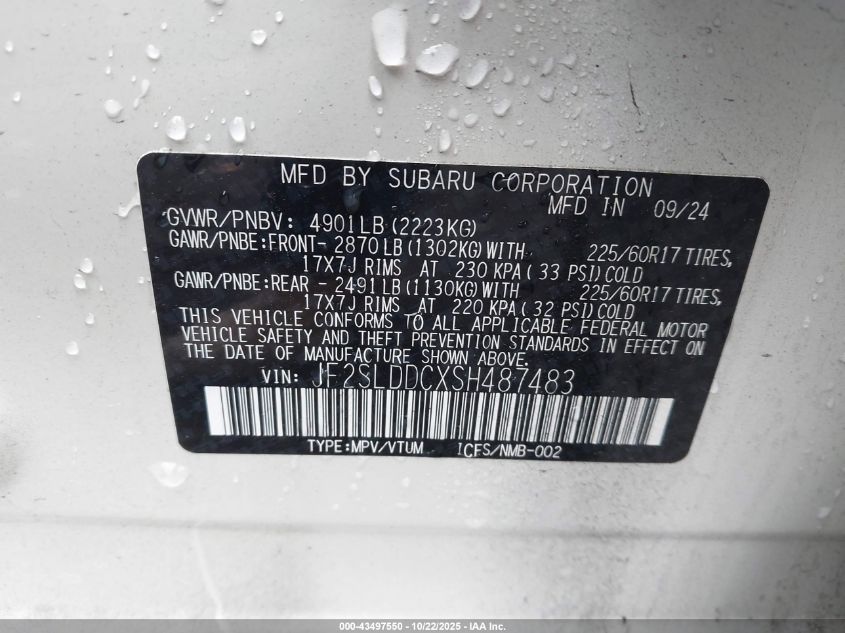 MFD BY SUBARU CORPORATION
MFD IN 09/24
GVWR/PNBV: 4901LB (2223KG)
GAWR/PNBE:FRONT- 2870LB (1302KG) WITH 225/60R17 TIRES,
17X7J RIMS AT 230 KPA ( 33 PSI) COLD
GAWR/PNBE:REAR - 2491LB (1130KG) WITH 225/60R17 TIRES,
17X7J RIMS AT 220 KPA ( 32 PSI) COLD
THIS VEHICLE CONFORMS TO ALL APPLICABLE FEDERAL MOTOR
VEHICLE SAFETY AND THEFT PREVENTION STANDARDS IN EFFECT ON
THE DATE OF MANUFACTURE SHOWN ABOVE.
VIN: JF2SLDDCXSH487483
TYPE:MPV/VTUM ICFS/NMB-002
000-43497550 - 10/22/2025 - IAA Inc.